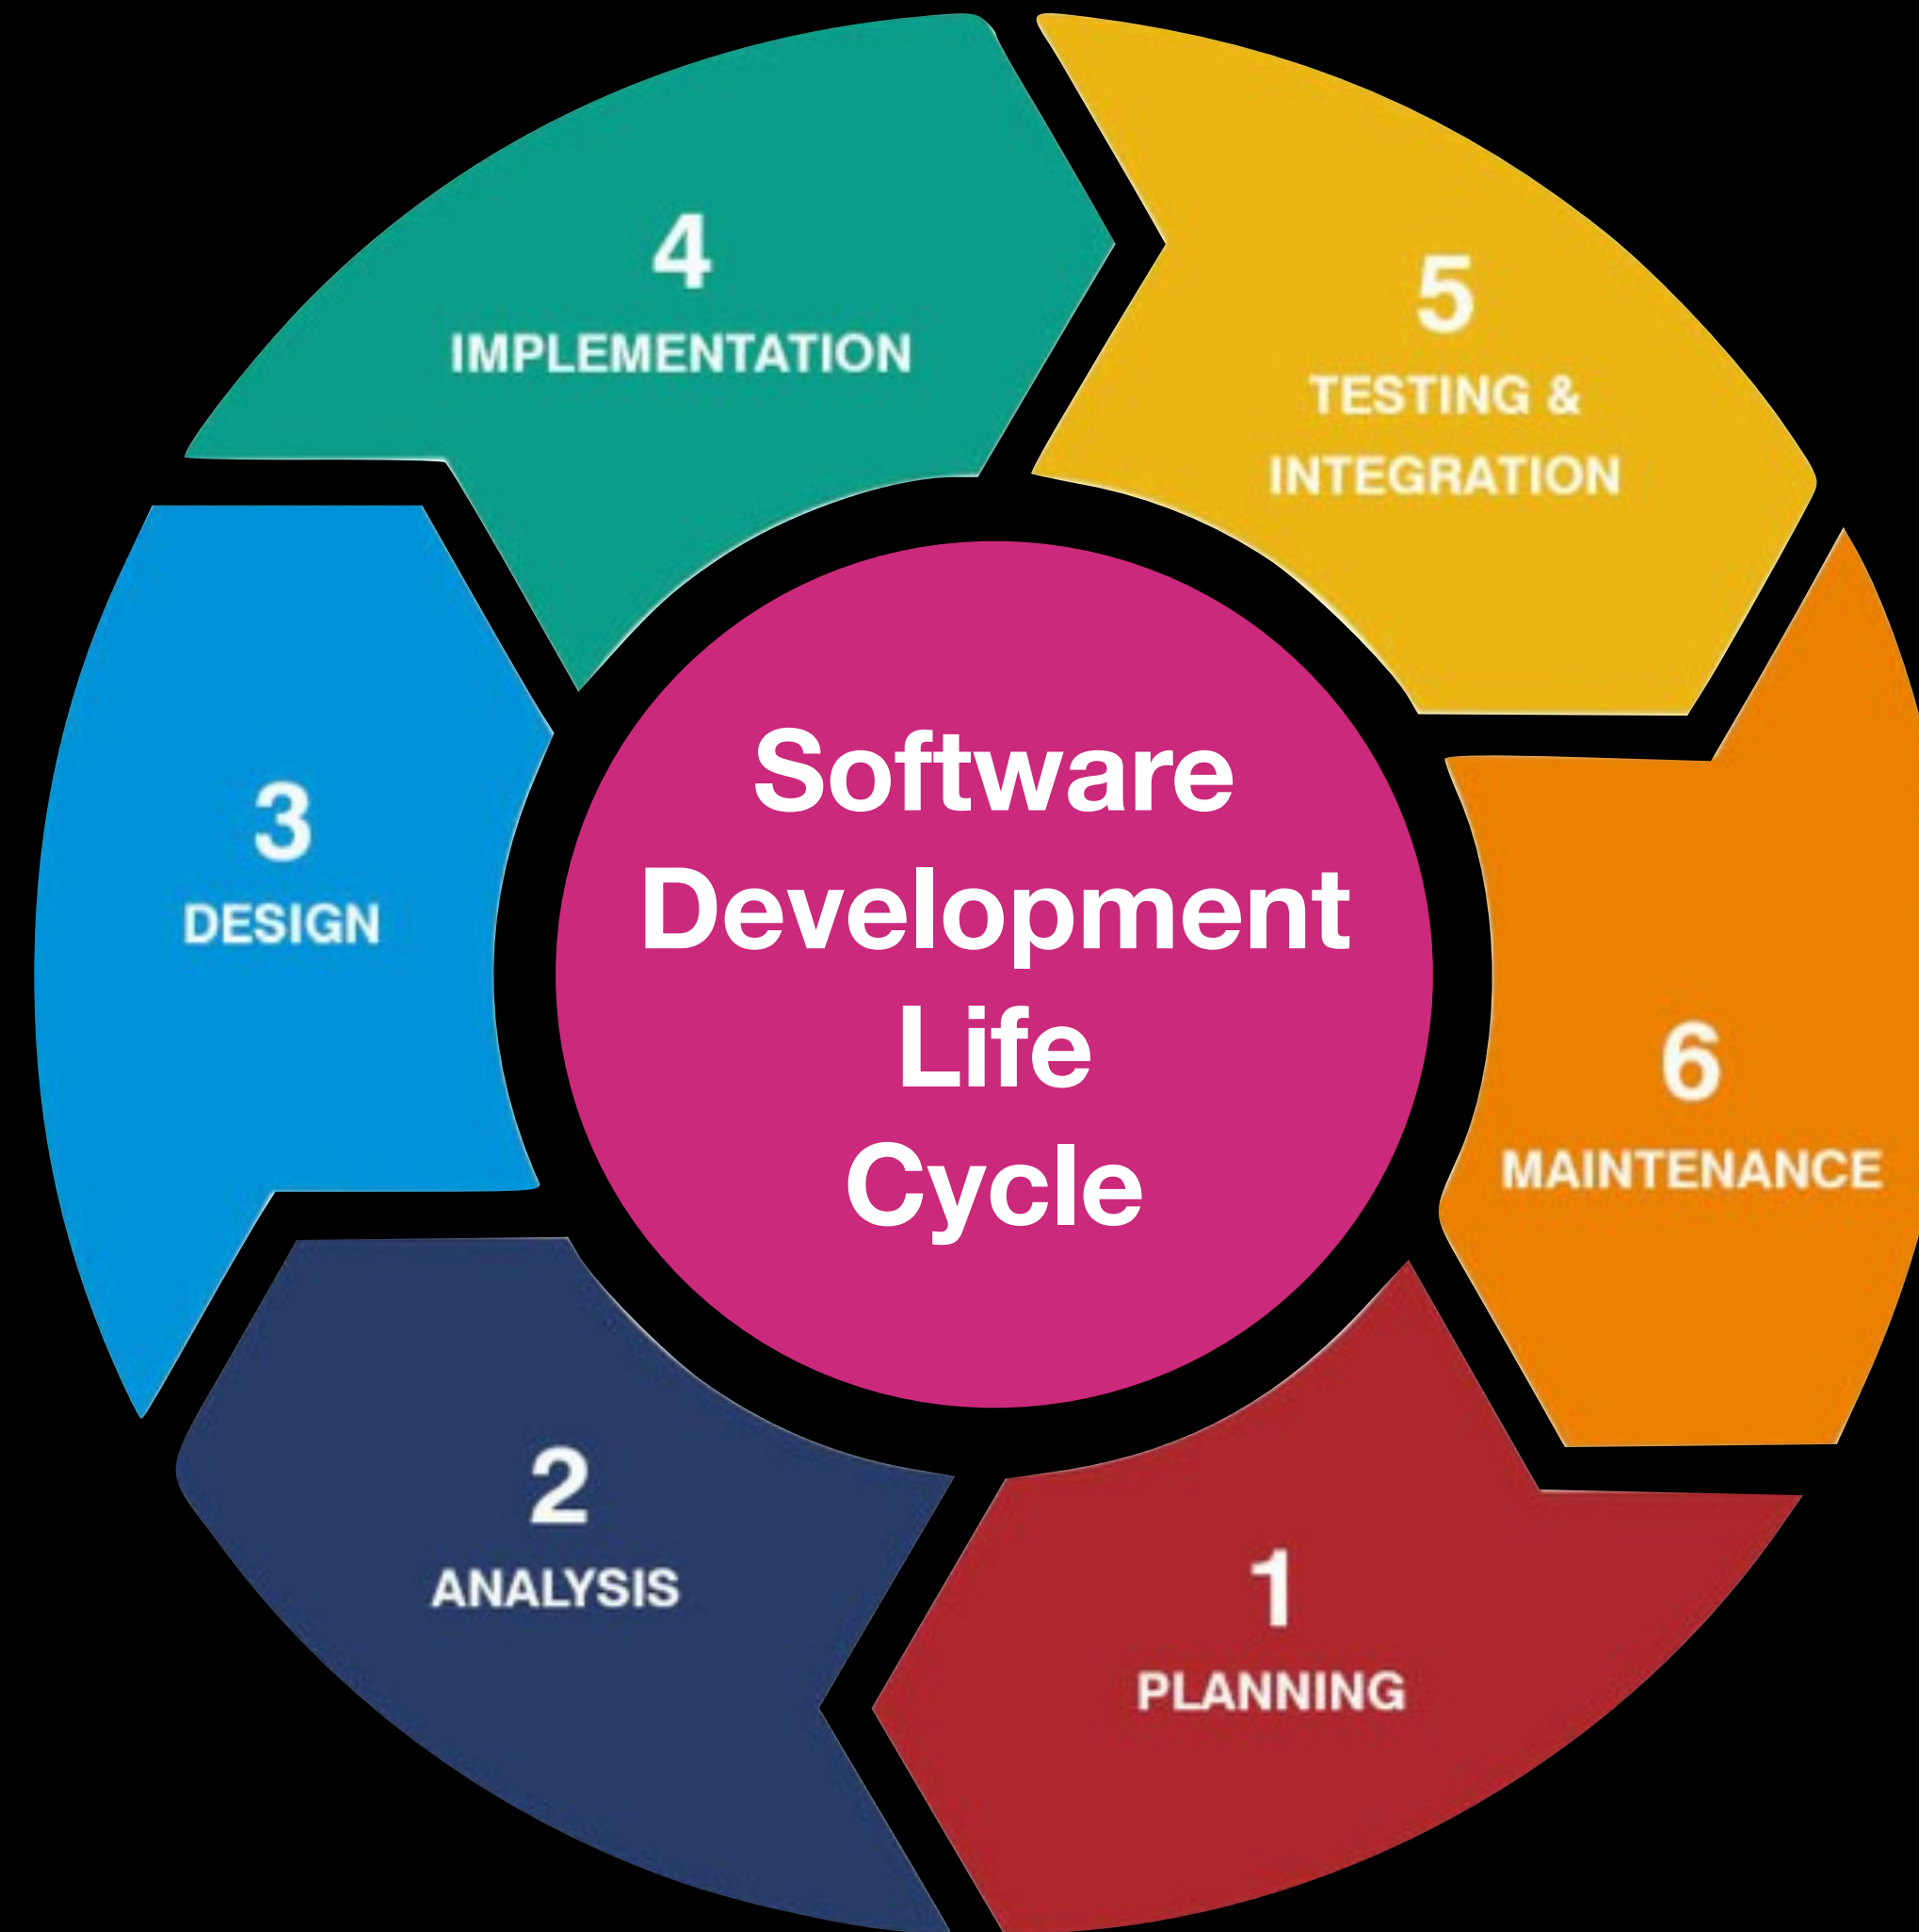 4
IMPLEMENTATION
5
TESTING &
INTEGRATION
3
DESIGN
Software
Development
Life
Cycle
6
MAINTENANCE
2
ANALYSIS
1
PLANNING